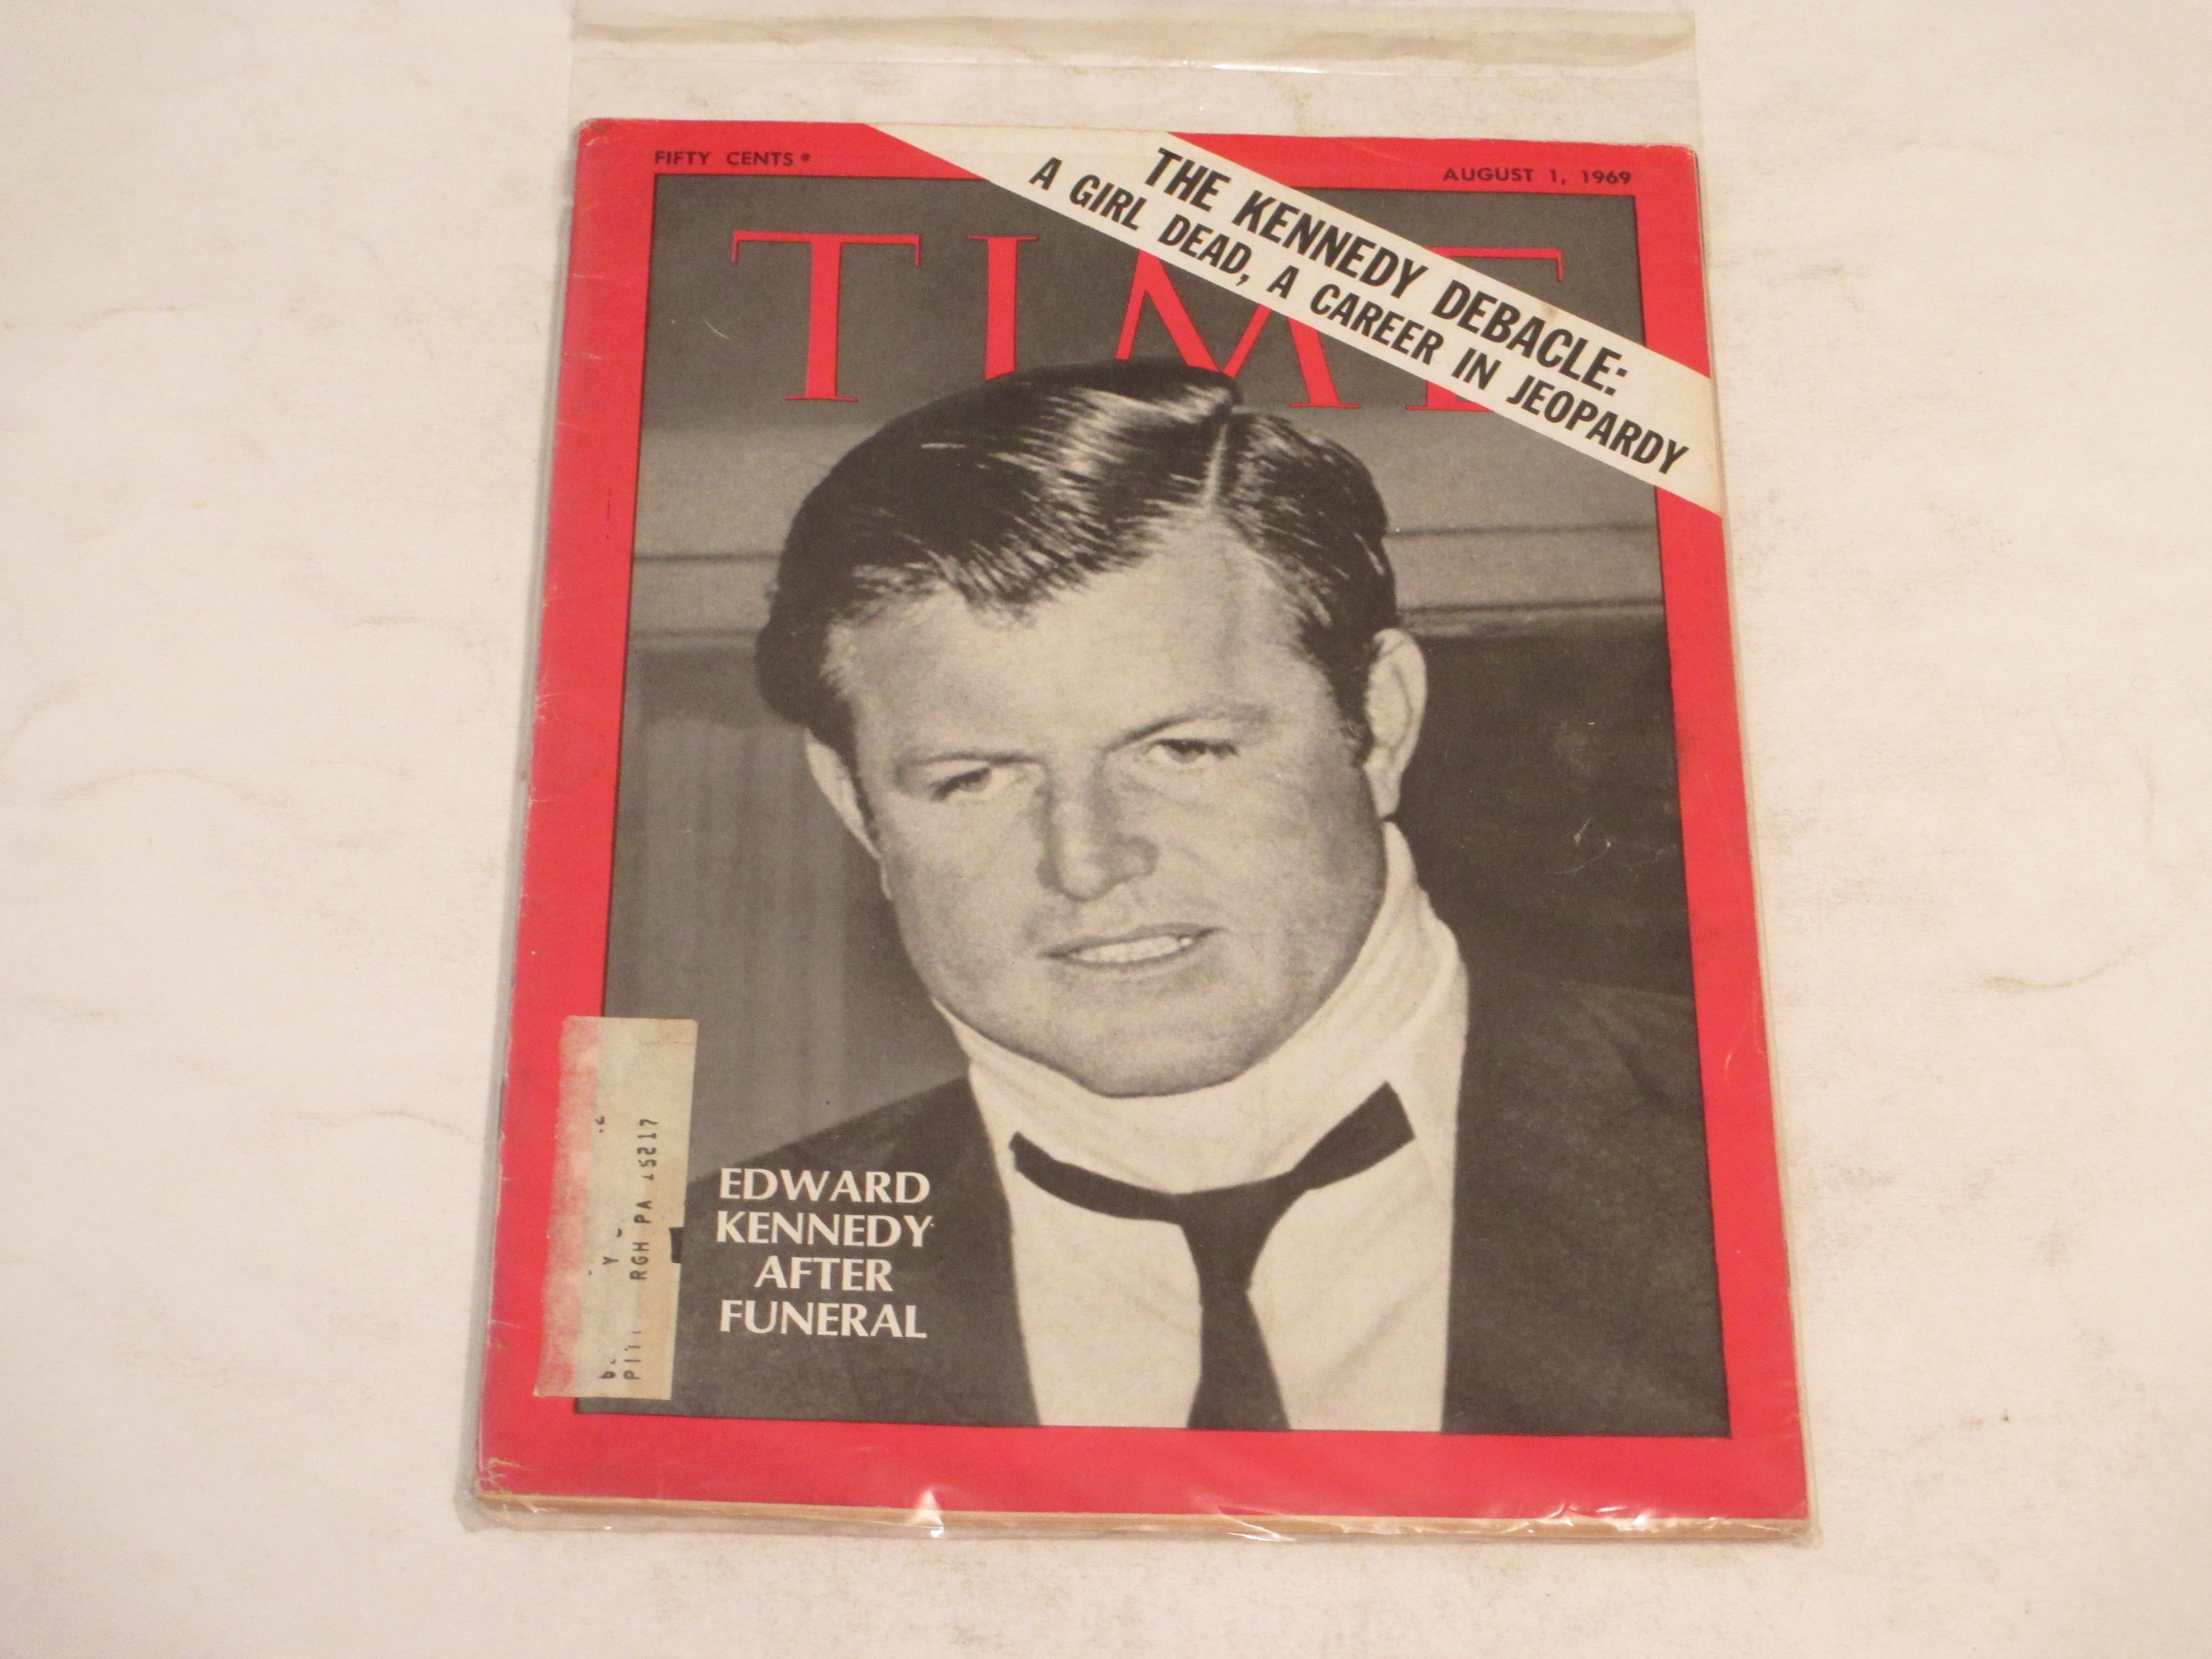 FIFTY CENTS
AUGUST 1, 1969
THE KENNEDY DEBACLE:
A GIRL DEAD, A CAREER IN JEOPARDY
TIME
EDWARD
KENNEDY
AFTER
FUNERAL
RGH PA 15217